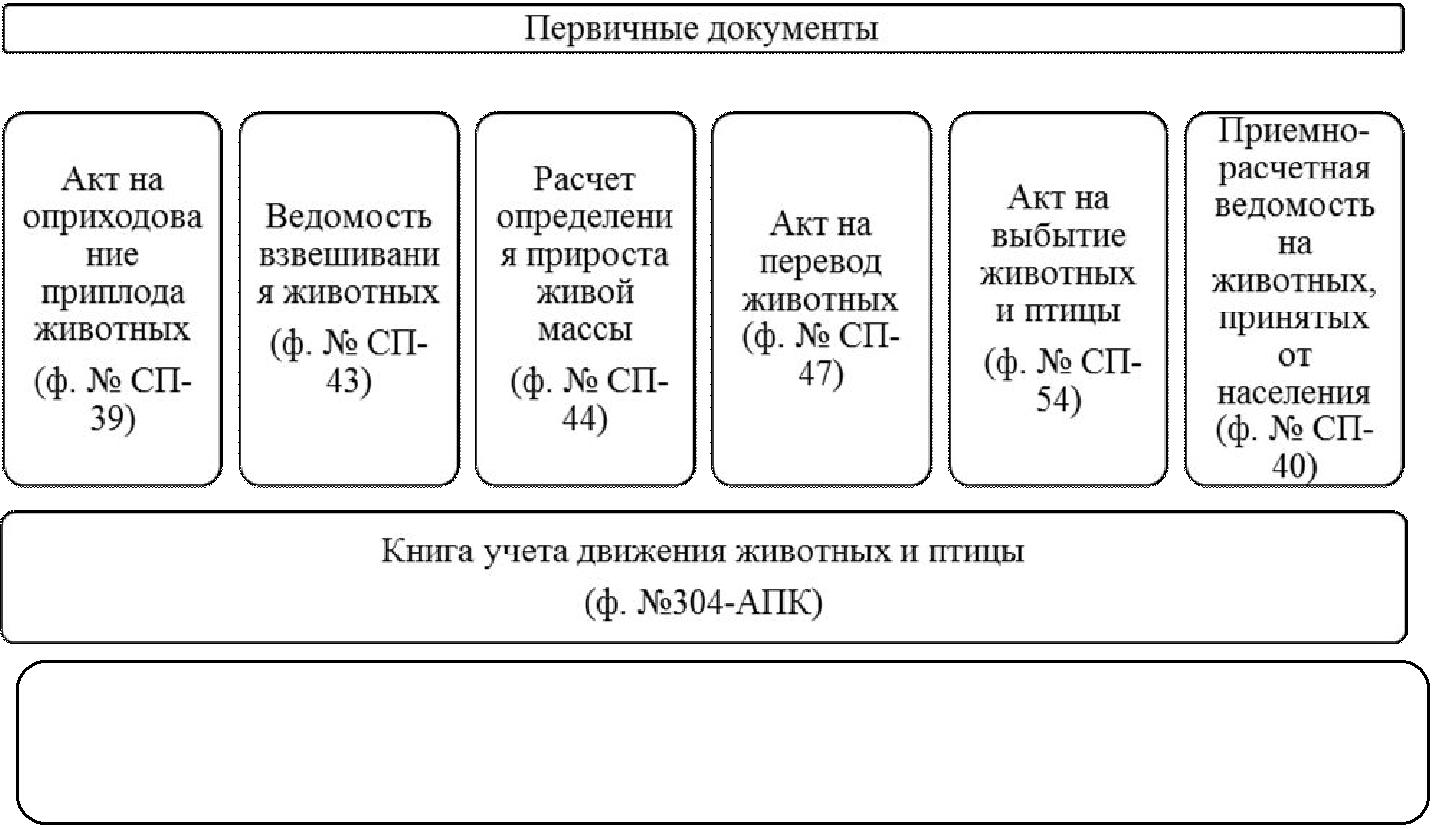 Первичные документы
Акт на
оприходова
ние
приплода
животных
(ф. № СП-
39)
Ведомость
взвешивани
я животных
(ф. № СП-
43)
Расчет
определени
я прироста
живой
массы
(ф. № СП-
44)
Акт на
перевод
животных
(ф. № СП-
47)
Акт на
выбытие
животных
и птицы
(ф. № СП-
54)
Приемно-
расчетная
ведомость
на
животных,
принятых
от
населения
(ф. № СП-
40)
Книга учета движения животных и птицы
(ф. №304-АПК)